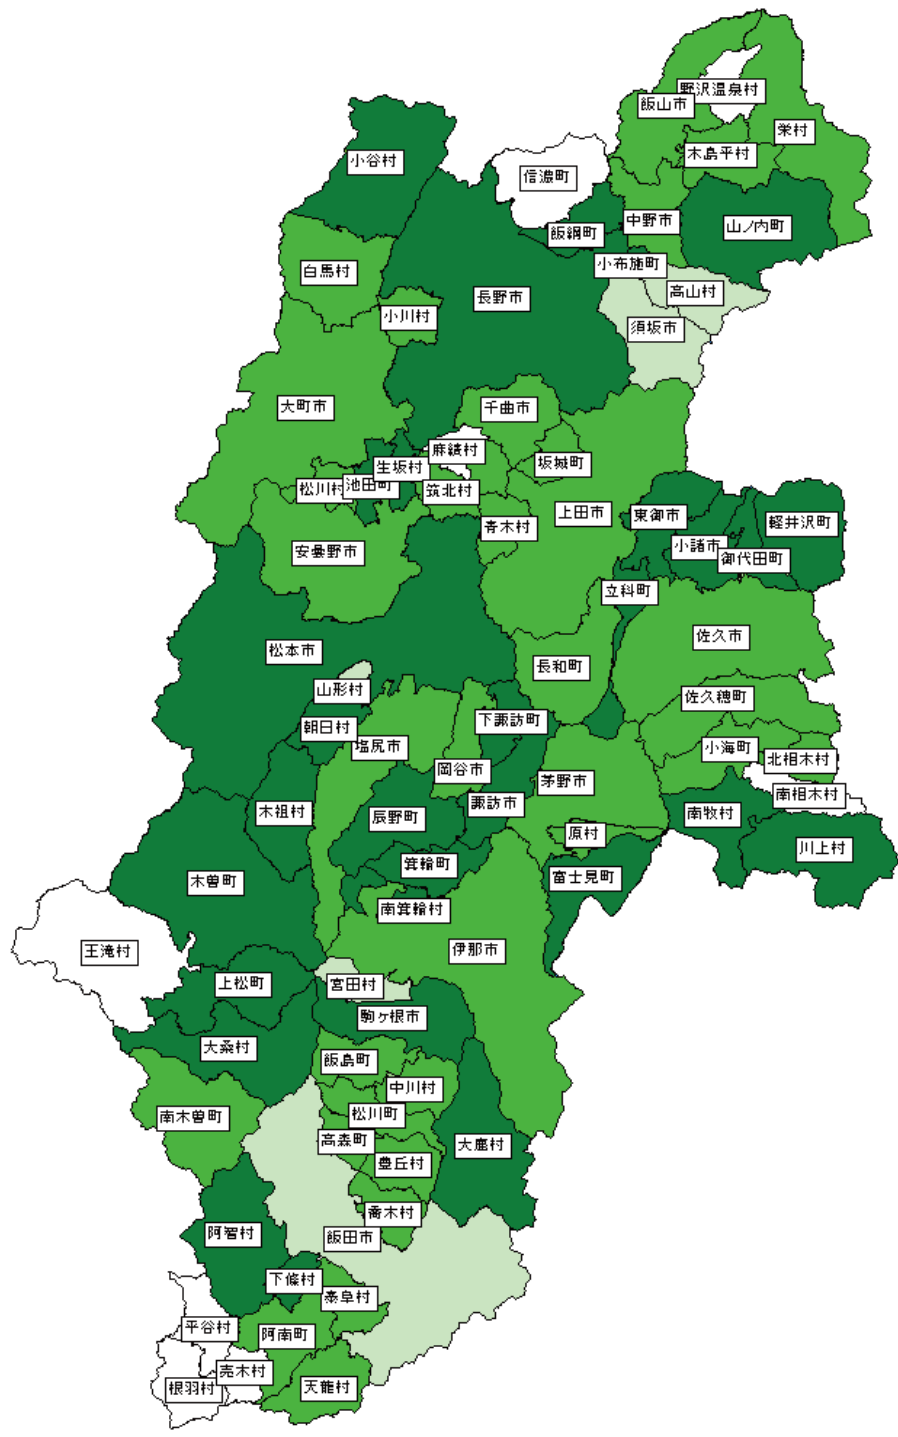 野沢温泉村
飯山市
栄村
木島平村
小谷村
信濃町
中野市
山ノ内町
飯綱町
小布施町
白馬村
高山村
長野市
小川村
須坂市
大町市
千曲市
麻績村
生坂村
坂城町
松川村
池田町
筑北村
上田市
東御市
軽井沢町
青木村
小諸市
安曇野市
御代田町
立科町
佐久市
松本市
長和町
山形村
佐久穂町
下諏訪町
朝日村
塩尻市
小海町
北相木村
岡谷市
茅野市
南相木村
諏訪市
木祖村
辰野町
南牧村
原村
川上村
箕輪町
木曽町
富士見町
南箕輪村
王滝村
伊那市
上松町
宮田村
駒ヶ根市
大桑村
飯島町
中川村
南木曽町
松川町
高森町
大鹿村
豊丘村
喬木村
阿智村
飯田市
下條村
泰阜村
平谷村
阿南町
売木村
根羽村
天龍村